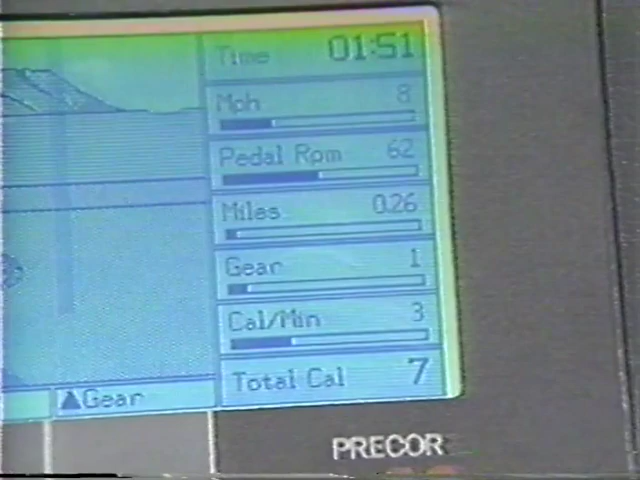 Time 01:51
Mph 8
Pedal Rpm 62
Miles 0.26
Gear 1
Cal/Min 3
Total Cal 7
▲Gear
PRECOR